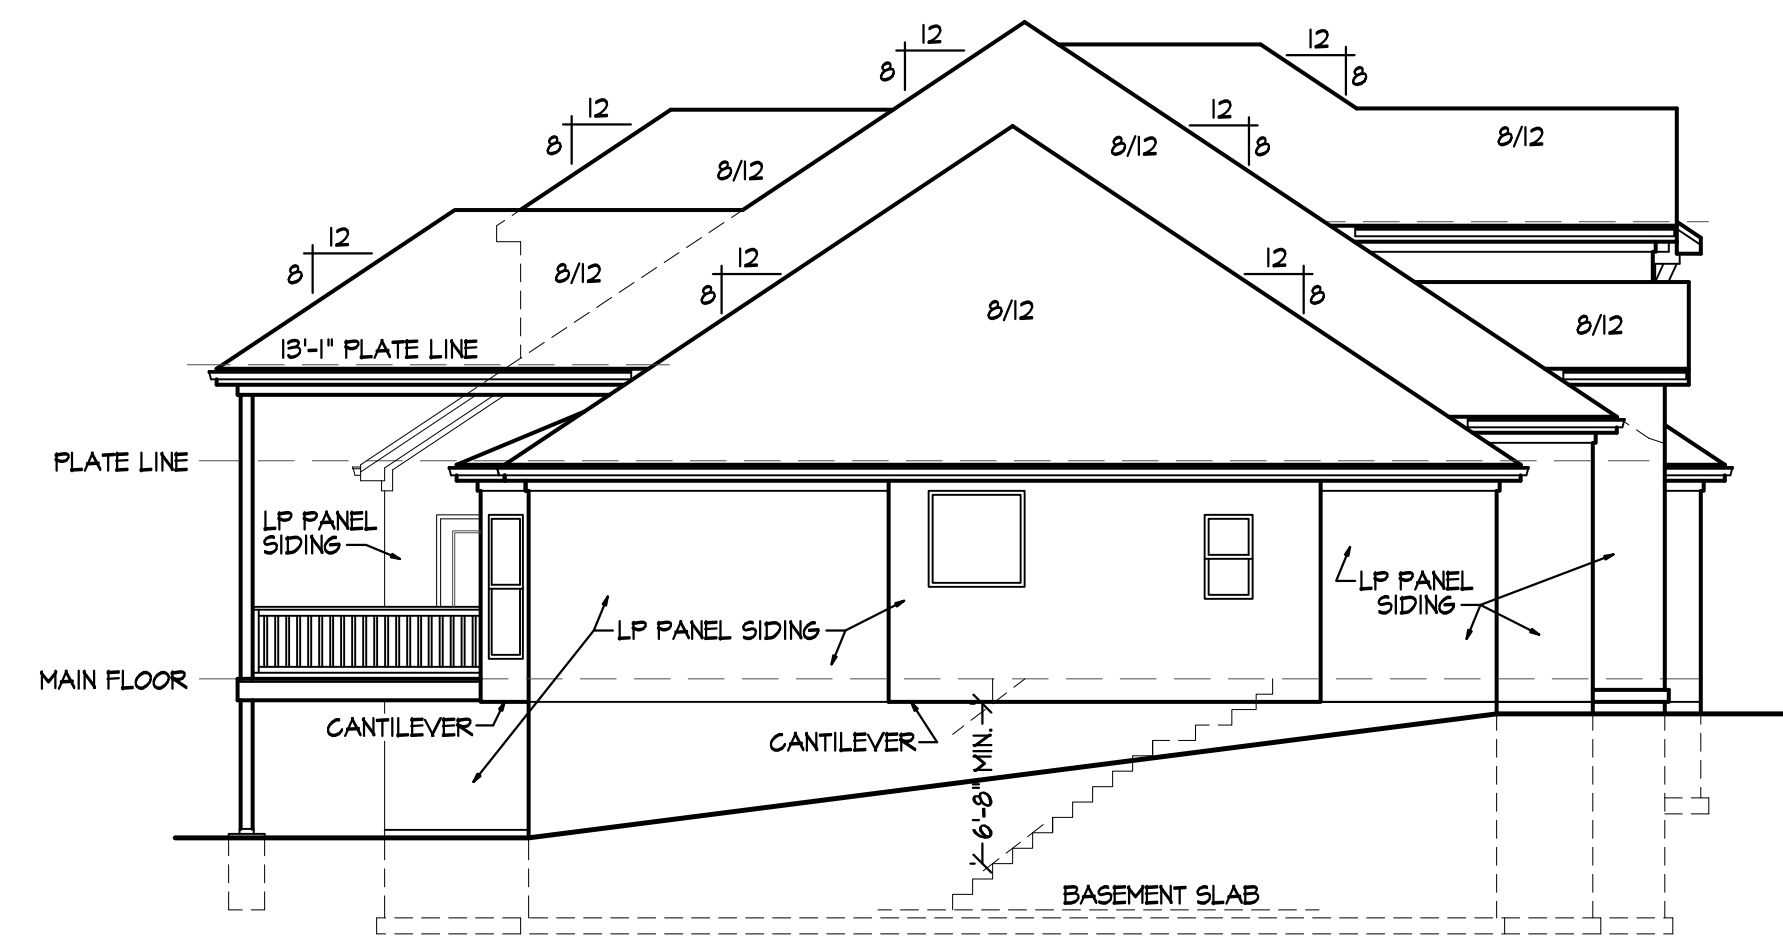 12
8
12
8
12
8
8/12
12
8
8/12
8/12
12
8
8/12
12
8
12
8
12
8
8/12
8/12
13'-1" PLATE LINE
PLATE LINE
LP PANEL
SIDING
LP PANEL
SIDING
LP PANEL SIDING
MAIN FLOOR
CANTILEVER
CANTILEVER
6'-8" MIN.
BASEMENT SLAB